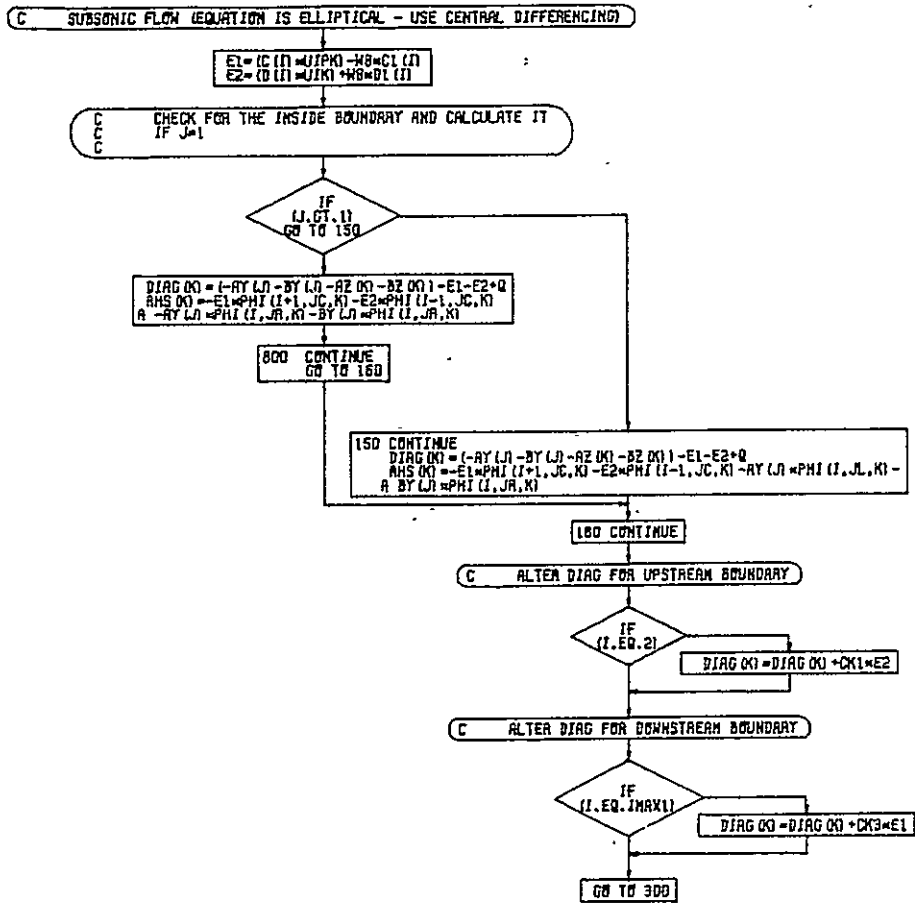 C SUBSONIC FLOW (EQUATION IS ELLIPTICAL - USE CENTRAL DIFFERENCING)
E1=(C(I)*UIPK)-W8*C1(I)
E2=(D(I)*UIK)+W8*D1(I)
C CHECK FOR THE INSIDE BOUNDRY AND CALCULATE IT
C IF J=1
C
IF
(J.GT.1)
GO TO 150
DIAG(K)=(-AY(J)-BY(J)-AZ(K)-BZ(K))-E1-E2+Q
RHS(K)=-E1*PHI(I+1,JC,K)-E2*PHI(I-1,JC,K)
A -AY(J)*PHI(I,JR,K)-BY(J)*PHI(I,JR,K)
800 CONTINUE
GO TO 160
150 CONTINUE
DIAG(K)=(-AY(J)-BY(J)-AZ(K)-BZ(K))-E1-E2+Q
RHS(K)=-E1*PHI(I+1,JC,K)-E2*PHI(I-1,JC,K)-AY(J)*PHI(I,JL,K)-
A BY(J)*PHI(I,JR,K)
160 CONTINUE
C ALTER DIAG FOR UPSTREAM BOUNDARY
IF
(I.EQ.2)
DIAG(K)=DIAG(K)+CK1*E2
C ALTER DIAG FOR DOWNSTREAM BOUNDARY
IF
(I.EQ.IMAX1)
DIAG(K)=DIAG(K)+CK3*E1
GO TO 300